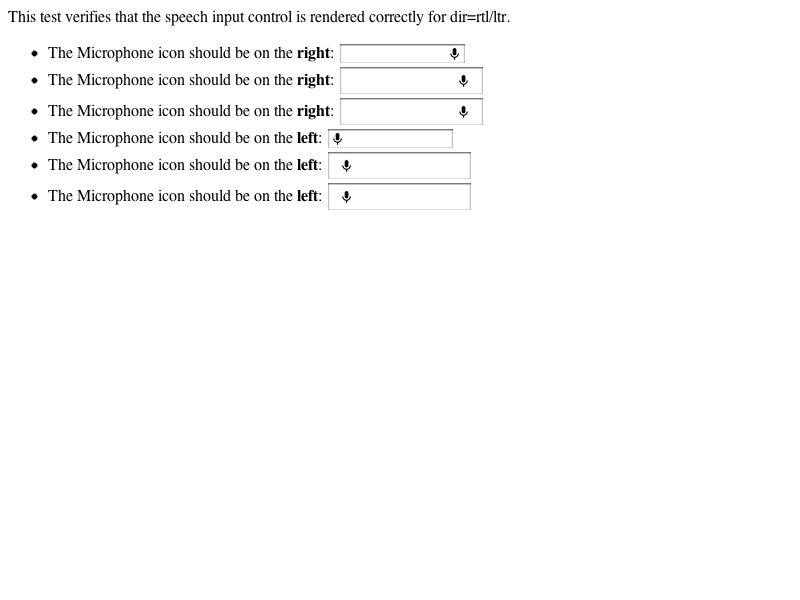 This test verifies that the speech input control is rendered correctly for dir=rtl/ltr.
The Microphone icon should be on the right:
The Microphone icon should be on the right:
The Microphone icon should be on the right:
The Microphone icon should be on the left:
The Microphone icon should be on the left:
The Microphone icon should be on the left: